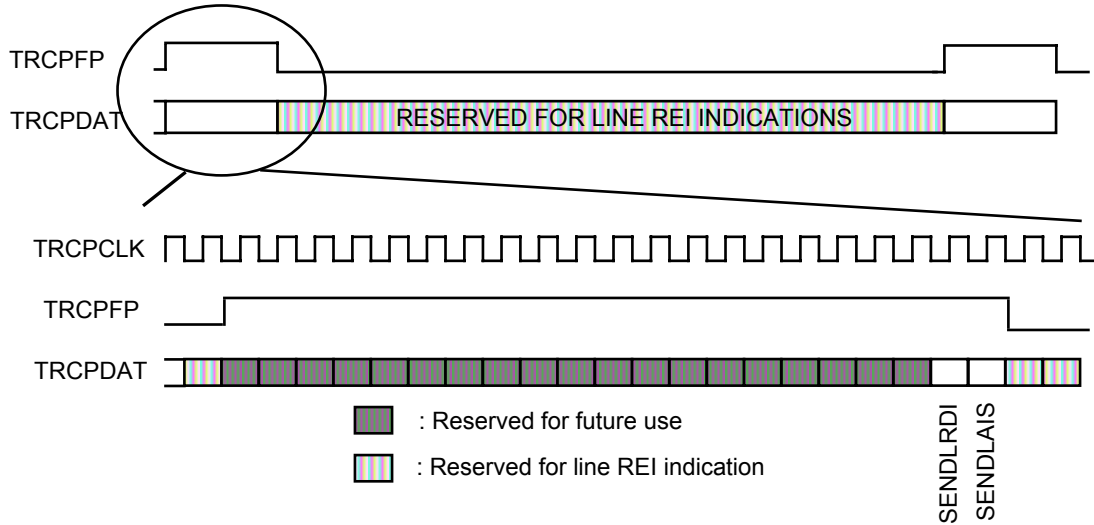 TRCPFP
TRCPDAT
RESERVED FOR LINE REI INDICATIONS
TRCPCLK
TRCPFP
TRCPDAT
: Reserved for future use
: Reserved for line REI indication
SENDLRDI
SENDLAIS